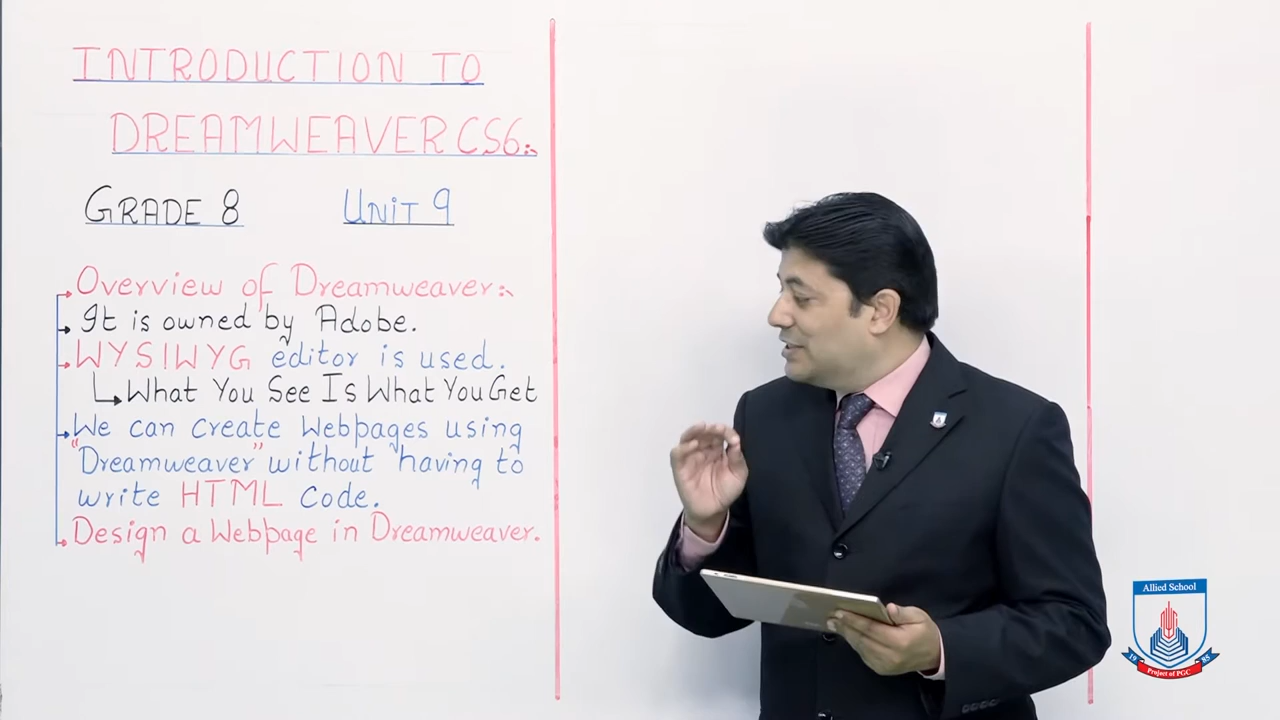 INTRODUCTION TO
DREAMWEAVER CS6:
GRADE 8 UNIT 9
Overview of Dreamweaver:
It is owned by Adobe.
WYSIWYG editor is used.
What You See Is What You Get
We can create Webpages using
"Dreamweaver" without having to
write HTML code.
Design a Webpage in Dreamweaver.
Allied School
1985
Project of PGC